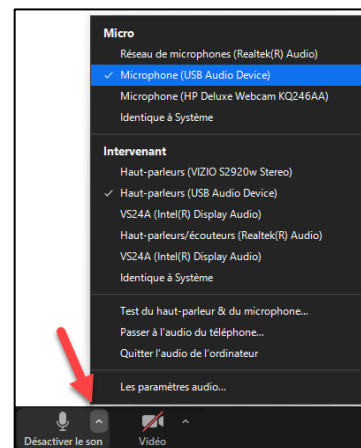 Micro
Réseau de microphones (Realtek(R) Audio)
✓ Microphone (USB Audio Device)
Microphone (HP Deluxe Webcam KQ246AA)
Identique à Système
Intervenant
Haut-parleurs (VIZIO S2920w Stereo)
✓ Haut-parleurs (USB Audio Device)
VS24A (Intel(R) Display Audio)
Haut-parleurs/écouteurs (Realtek(R) Audio)
VS24A (Intel(R) Display Audio)
Identique à Système
Test du haut-parleur & du microphone...
Passer à l'audio du téléphone...
Quitter l'audio de l'ordinateur
Les paramètres audio...
Désactiver le son Vidéo